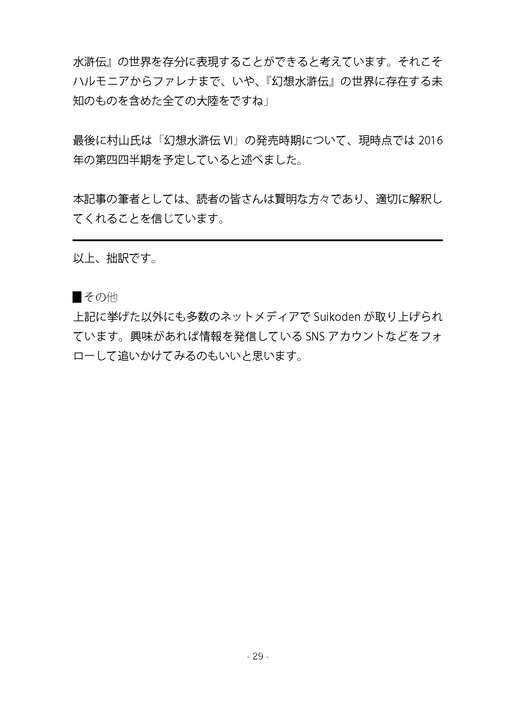 水滸伝』の世界を存分に表現することができると考えています。それこそ
ハルモニアからファレナまで、いや、『幻想水滸伝』の世界に存在する未
知のものを含めた全ての大陸をですね」
最後に村山氏は「幻想水滸伝 VI」の発売時期について、現時点では 2016
年の第四四半期を予定していると述べました。
本記事の筆者としては、読者の皆さんは賢明な方々であり、適切に解釈し
てくれることを信じています。
以上、拙訳です。
■その他
上記に挙げた以外にも多数のネットメディアで Suikoden が取り上げられ
ています。興味があれば情報を発信している SNS アカウントなどをフォ
ローして追いかけてみるのもいいと思います。
- 29 -